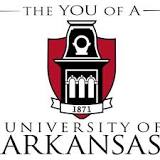 THE YOU OF A
1871
UNIVERSITY OF
ARKANSAS